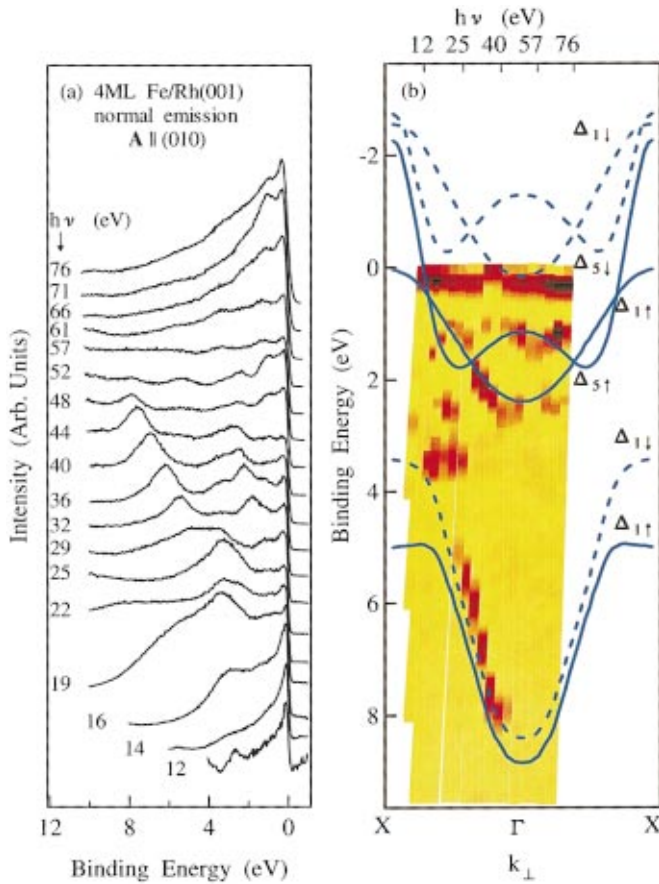 (a) 4ML Fe/Rh(001)
normal emission
A || (010)
hν (eV)
↓
76
71
66
61
57
52
48
44
40
36
32
29
25
22
19
16
14
12
Intensity (Arb. Units)
12 8 4 0
Binding Energy (eV)
hν (eV)
12 25 40 57 76
(b)
Δ1↓
Δ5↓
Δ1↑
Δ5↑
Δ1↓
Δ1↑
-2
0
2
4
6
8
Binding Energy (eV)
X Γ X
k⊥